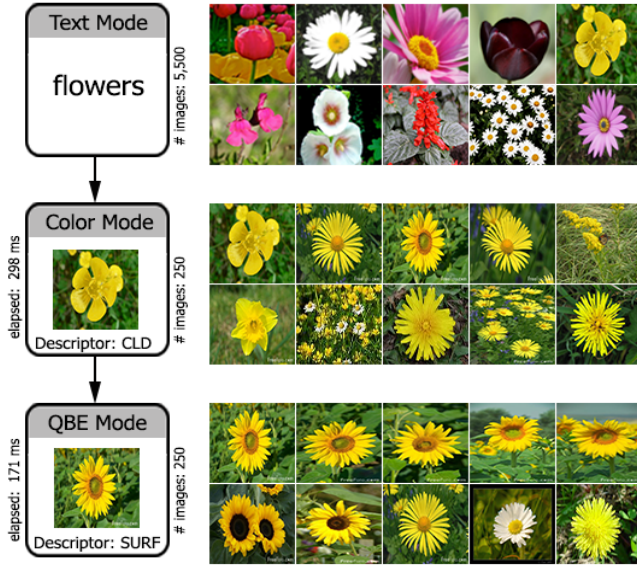 Text Mode
flowers
# images: 5,500
Color Mode
elapsed: 298 ms
Descriptor: CLD
# images: 250
QBE Mode
elapsed: 171 ms
Descriptor: SURF
# images: 250